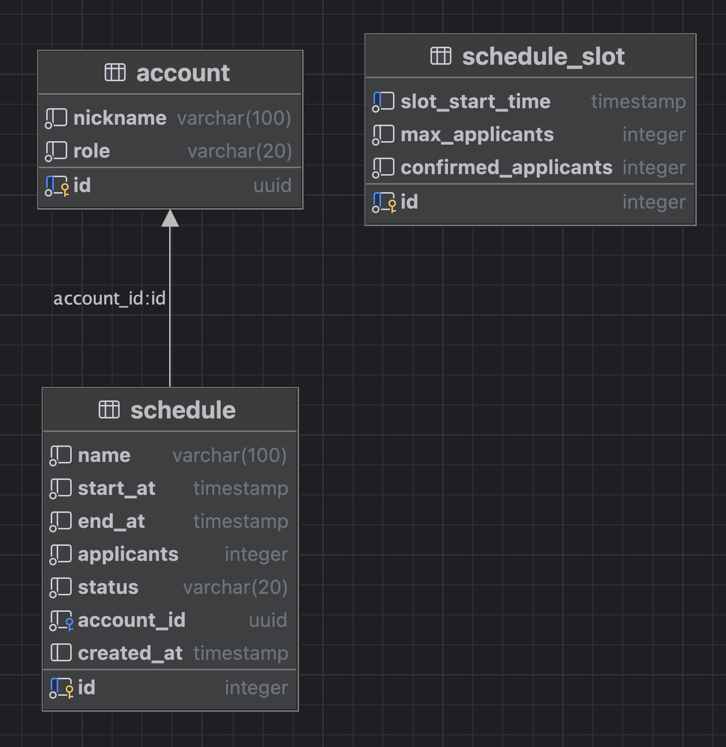 account
nickname varchar(100)
role varchar(20)
id uuid
schedule_slot
slot_start_time timestamp
max_applicants integer
confirmed_applicants integer
id integer
account_id:id
schedule
name varchar(100)
start_at timestamp
end_at timestamp
applicants integer
status varchar(20)
account_id uuid
created_at timestamp
id integer